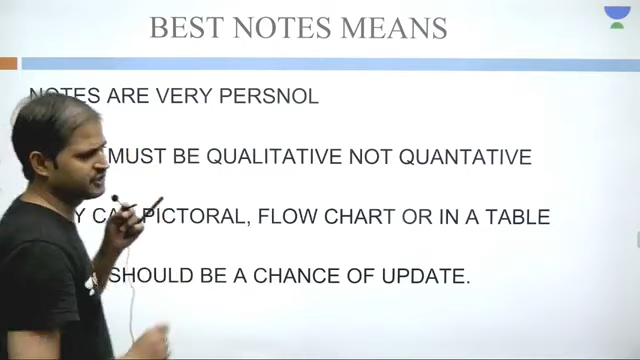 BEST NOTES MEANS
NOTES ARE VERY PERSNOL
MUST BE QUALITATIVE NOT QUANTATIVE
PICTORAL, FLOW CHART OR IN A TABLE
SHOULD BE A CHANCE OF UPDATE.